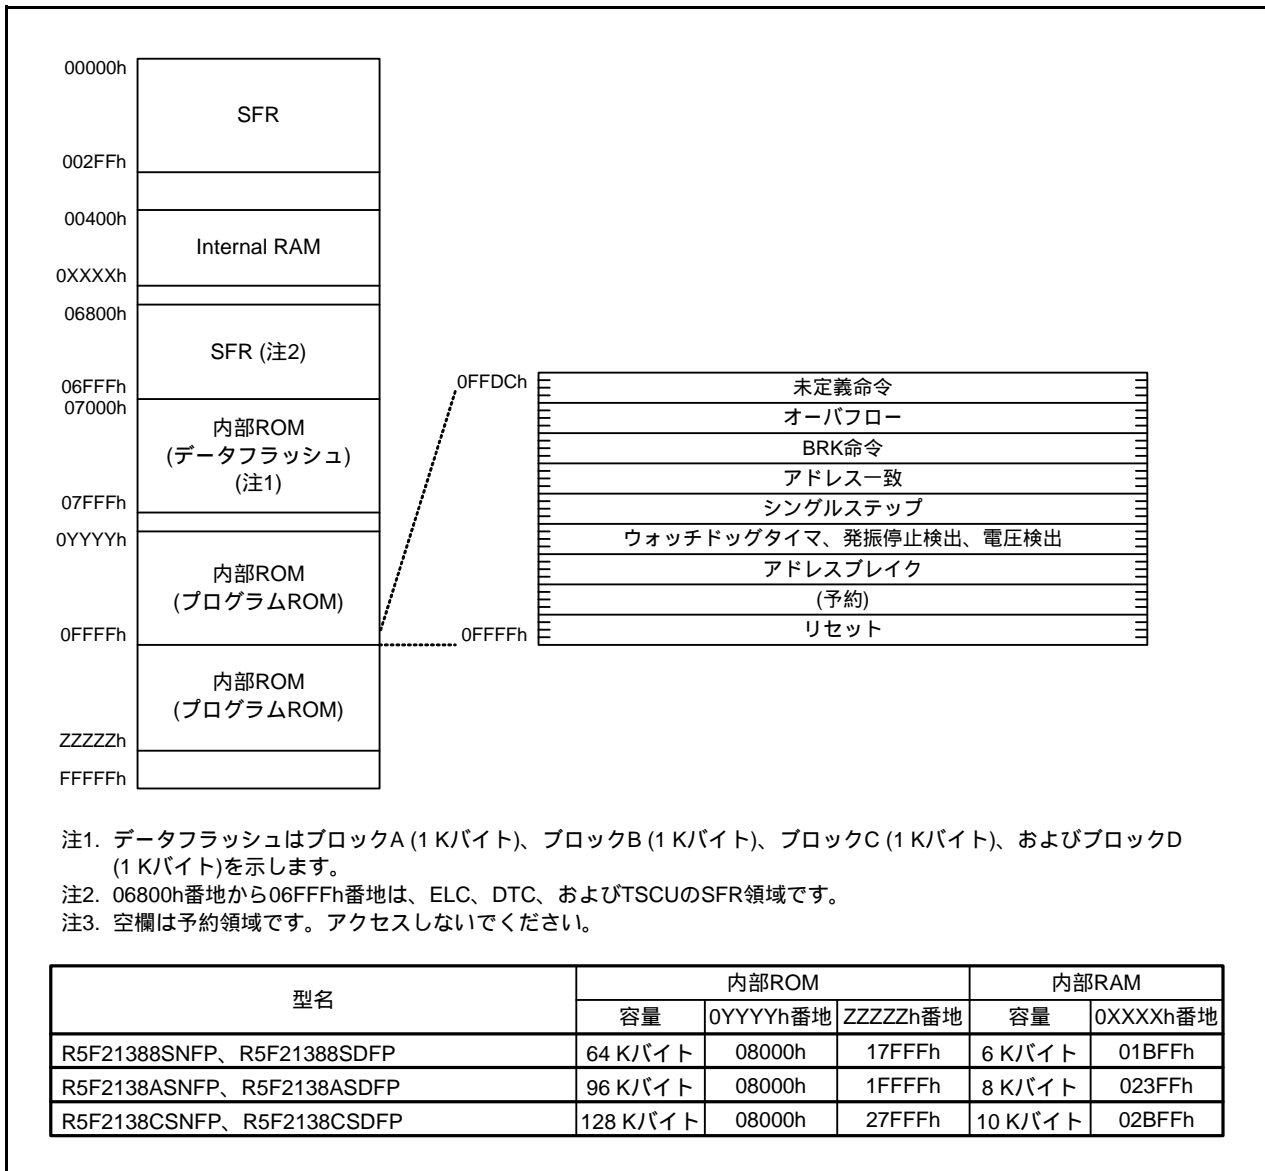 00000h
SFR
002FFh
00400h
Internal RAM
0XXXXh
06800h
SFR (注2)
06FFFh
07000h
内部ROM
(データフラッシュ)
(注1)
07FFFh
0YYYYh
内部ROM
(プログラムROM)
0FFFFh
内部ROM
(プログラムROM)
ZZZZZh
FFFFFh
0FFDCh
未定義命令
オーバフロー
BRK命令
アドレス一致
シングルステップ
ウォッチドッグタイマ、発振停止検出、電圧検出
アドレスブレイク
(予約)
0FFFFh リセット
注1. データフラッシュはブロックA (1 Kバイト)、ブロックB (1 Kバイト)、ブロックC (1 Kバイト)、およびブロックD
(1 Kバイト)を示します。
注2. 06800h番地から06FFFh番地は、ELC、DTC、およびTSCUのSFR領域です。
注3. 空欄は予約領域です。アクセスしないでください。
型名 内部ROM 内部RAM
容量 0YYYYh番地 ZZZZZh番地 容量 0XXXXh番地
R5F21388SNFP、R5F21388SDFP 64 Kバイト 08000h 17FFFh 6 Kバイト 01BFFh
R5F2138ASNFP、R5F2138ASDFP 96 Kバイト 08000h 1FFFFh 8 Kバイト 023FFh
R5F2138CSNFP、R5F2138CSDFP 128 Kバイト 08000h 27FFFh 10 Kバイト 02BFFh